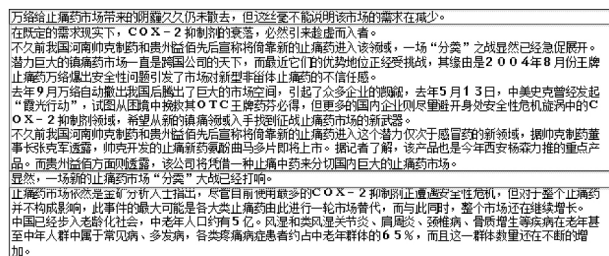 万络给止痛药市场带来的阴霾久久仍未散去，但这丝毫不能说明该市场的需求在减少。
在既定的需求现实下，COX-2抑制剂的衰落，必然引来趁虚而入者。
不久前我国河南帅克制药和贵州益佰先后宣称将倚靠新的止痛药进入该领域，一场“分类”之战显然已经急促展开。
潜力巨大的镇痛药市场一直是跨国公司的天下，而最近它们的优势地位正经受挑战，其缘由是2004年8月份王牌
止痛药万络爆出安全性问题引发了市场对新型非甾体止痛药的不信任感。
去年9月万络自动撤出我国后腾出了巨大的市场空间，引起了众多企业的觊觎，去年5月13日，中美史克曾经发起
“霞光行动”，试图从困境中挽救其OTC王牌药芬必得，但更多的国内企业则尽量避开身处安全性危机旋涡中的C
OX-2抑制剂领域，希望从新的镇痛领域入手找到征战止痛药市场的新武器。
不久前我国河南帅克制药和贵州益佰先后宣称将倚靠新的止痛药进入这个潜力仅次于感冒药的新领域，据帅克制药董
事长张克军透露，帅克开发的止痛新药氨酚曲马多片即将上市。据记者了解，该产品也是今年西安杨森力推的重点产
品。而贵州益佰方面则透露，该公司将凭借一种止痛中药来分切国内巨大的止痛药市场。
显然，一场新的止痛药市场“分类”大战已经打响。
止痛药市场依然是金矿分析人士指出，尽管目前使用最多的COX-2抑制剂正遭遇安全性危机，但对于整个止痛药
并不构成影响，此事件的最大可能是各大类止痛药由此进行一轮市场替代，而与此同时，整个市场还在继续增长。
中国已经步入老龄化社会，中老年人口约有5亿。风湿和类风湿关节炎、肩周炎、颈椎病、骨质增生等疾病在老年甚
至中年人群中属于常见病、多发病，各类疼痛病症患者约占中老年群体的65％，而且这一群体数量还在不断的增
加。